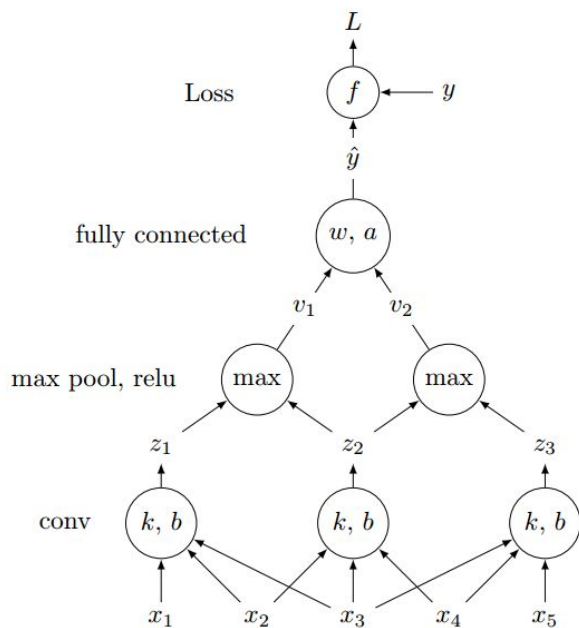 L
Loss f y
ŷ
fully connected w, a
v₁ v₂
max pool, relu max max
z₁ z₂ z₃
conv k, b k, b k, b
x₁ x₂ x₃ x₄ x₅